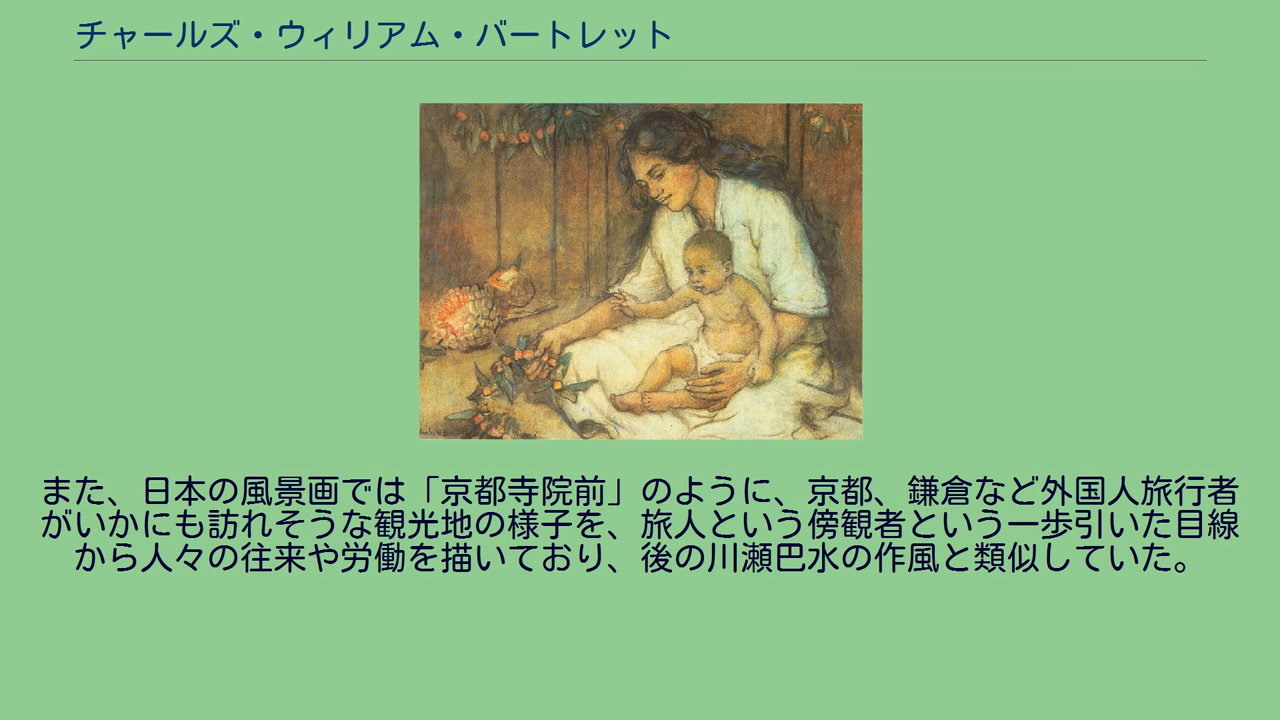 チャールズ・ウィリアム・バートレット
また、日本の風景画では「京都寺院前」のように、京都、鎌倉など外国人旅行者
がいかにも訪れそうな観光地の様子を、旅人という傍観者という一歩引いた目線
から人々の往来や労働を描いており、後の川瀬巴水の作風と類似していた。